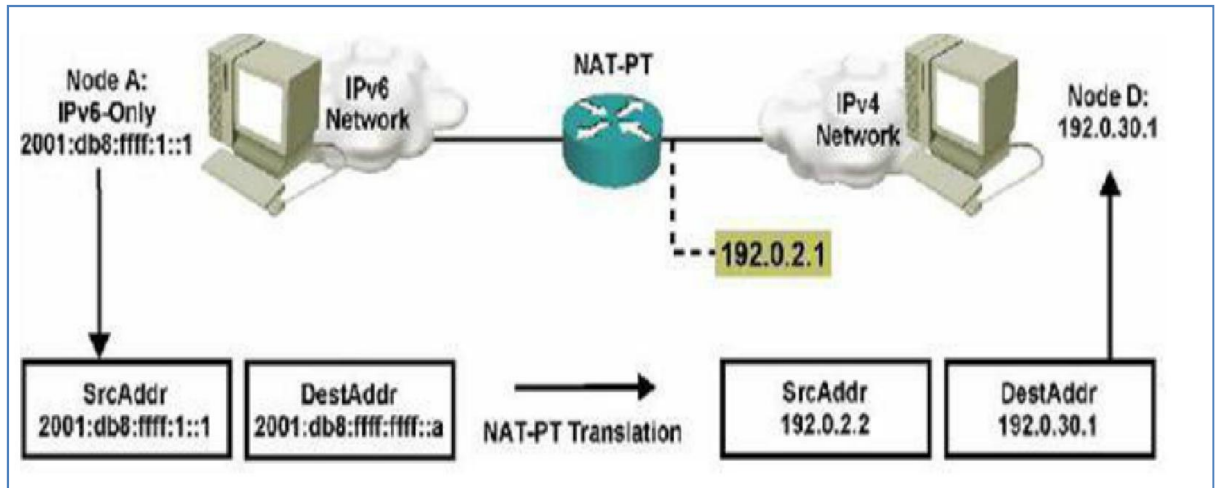 Node A:
IPv6-Only
2001:db8:ffff:1::1
IPv6
Network
NAT-PT
IPv4
Network
Node D:
192.0.30.1
192.0.2.1
SrcAddr
2001:db8:ffff:1::1
DestAddr
2001:db8:ffff:ffff::a
NAT-PT Translation
SrcAddr
192.0.2.2
DestAddr
192.0.30.1